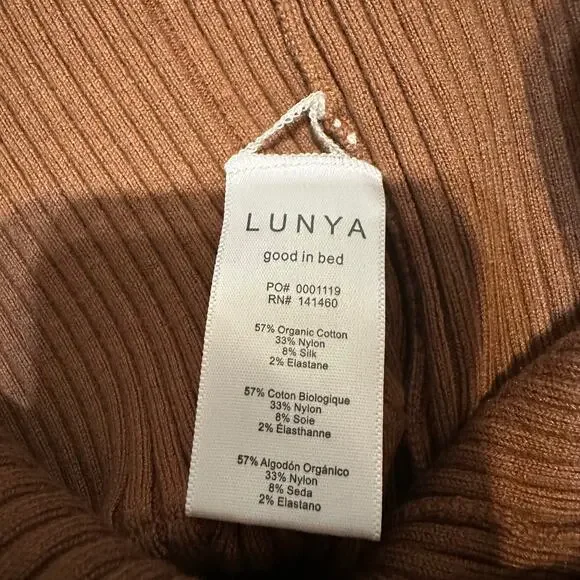 LUNYA
good in bed
PO# 0001119
RN# 141460
57% Organic Cotton
33% Nylon
8% Silk
2% Elastane
57% Coton Biologique
33% Nylon
8% Soie
2% Élasthanne
57% Algodón Orgánico
33% Nylon
8% Seda
2% Elastano